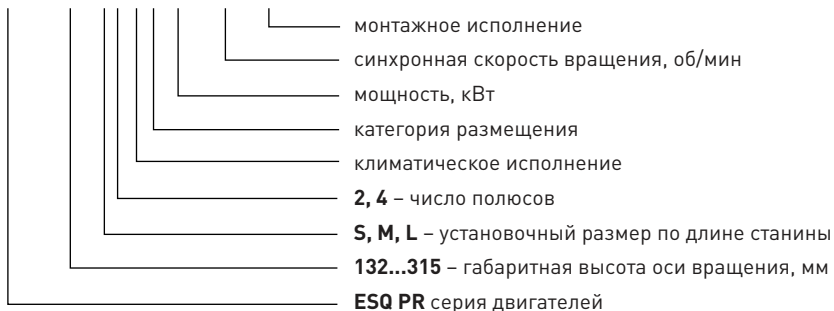 монтажное исполнение
синхронная скорость вращения, об/мин
мощность, кВт
категория размещения
климатическое исполнение
2, 4 – число полюсов
S, M, L – установочный размер по длине станины
132...315 – габаритная высота оси вращения, мм
ESQ PR серия двигателей